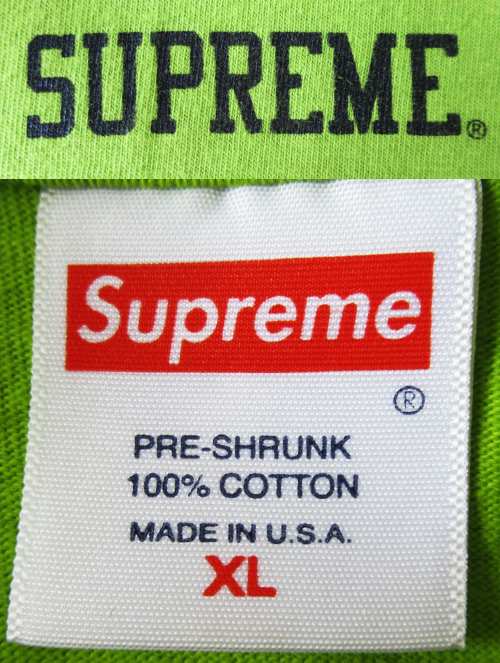 SUPREME®
Supreme
®
PRE-SHRUNK
100% COTTON
MADE IN U.S.A.
XL